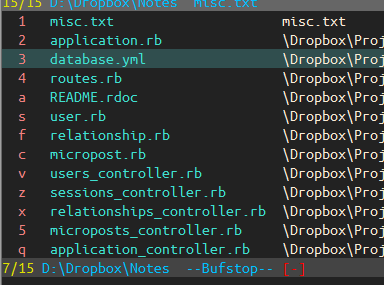 15/15 D:\Dropbox\Notes Misc.txt
1 misc.txt misc.txt
2 application.rb \Dropbox\Proj
3 database.yml \Dropbox\Proj
4 routes.rb \Dropbox\Proj
a README.rdoc \Dropbox\Proj
s user.rb \Dropbox\Proj
f relationship.rb \Dropbox\Proj
c micropost.rb \Dropbox\Proj
v users_controller.rb \Dropbox\Proj
z sessions_controller.rb \Dropbox\Proj
x relationships_controller.rb \Dropbox\Proj
5 microposts_controller.rb \Dropbox\Proj
q application_controller.rb \Dropbox\Proj
7/15 D:\Dropbox\Notes --Bufstop-- [-]